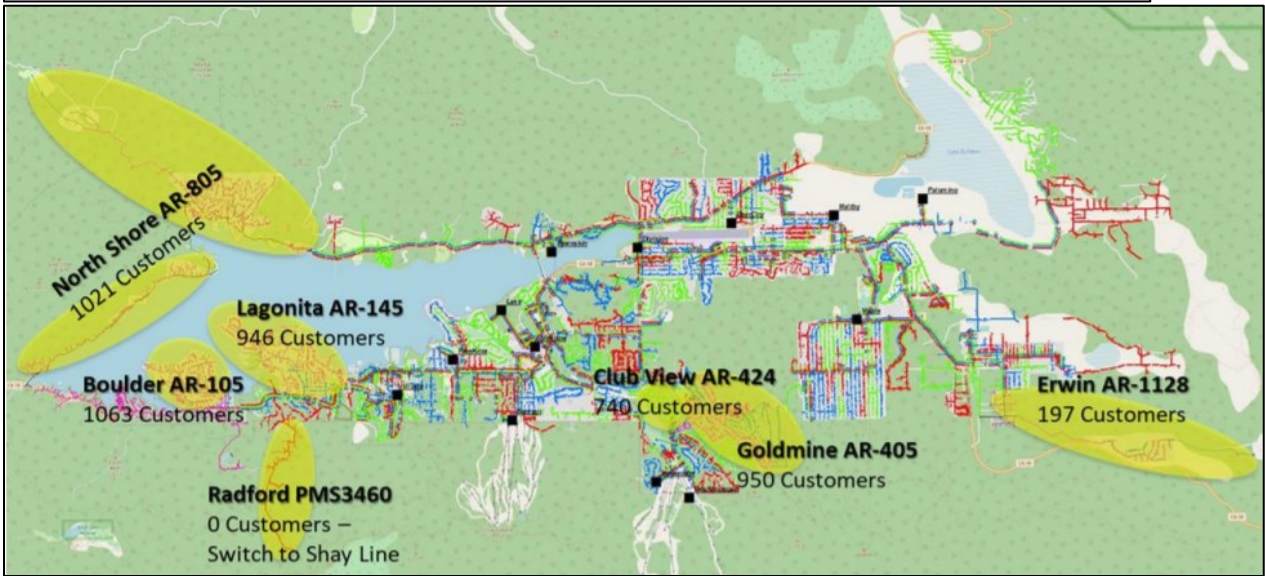 North Shore AR-805
1021 Customers
Lagonita AR-145
946 Customers
Boulder AR-105
1063 Customers
Club View AR-424
740 Customers
Erwin AR-1128
197 Customers
Goldmine AR-405
950 Customers
Radford PMS3460
0 Customers –
Switch to Shay Line
Palomino
Maltby